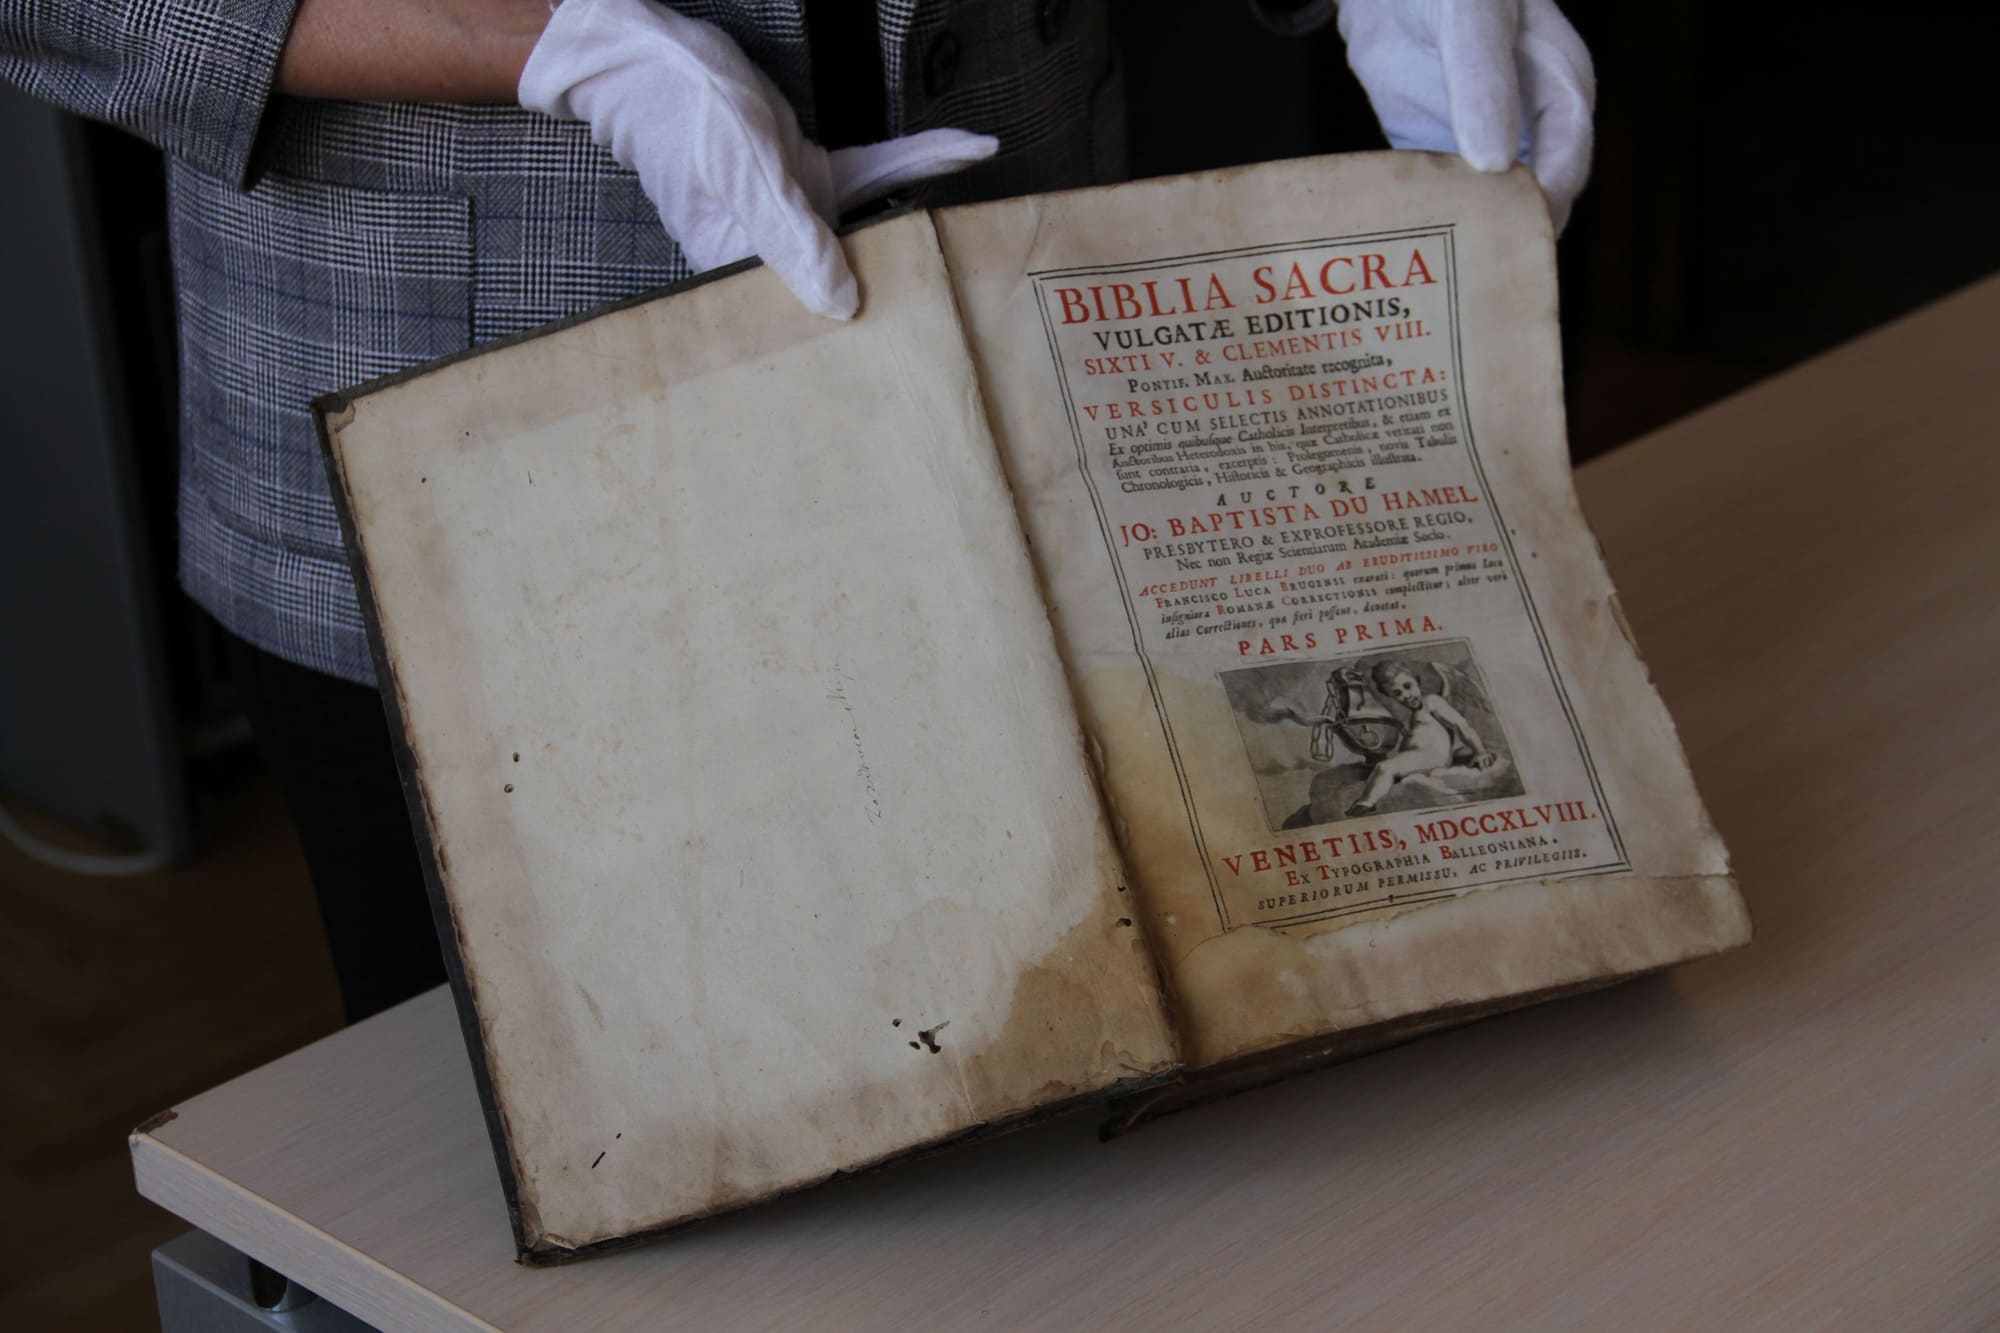 BIBLIA SACRA
VULGATÆ EDITIONIS,
SIXTI V. & CLEMENTIS VIII.
PONTIF. MAX. Auctoritate recognita,
VERSICULIS DISTINCTA:
UNA' CUM SELECTIS ANNOTATIONIBUS
Ex optimis quibusque Catholicis Interpretibus, & etiam ex
Auctoribus Heterodoxis in his, quæ Catholicæ veritati non
sunt contraria, excerptis: Prolegomenis, novis Tabulis
Chronologicis, Historicis & Geographicis illustrata.
AUCTORE
JO: BAPTISTA DU HAMEL
PRESBYTERO & EXPROFESSORE REGIO,
Nec non Regiæ Scientiarum Academiæ Socio.
ACCEDUNT LIBELLI DUO AB ERUDITISSIMO VIRO
FRANCISCO LUCA BRUGENSI exarati: quorum primus Loca
insigniora ROMANÆ CORRECTIONIS complectitur; alter verò
alias Correctiones, quæ fieri possent, denotat.
PARS PRIMA.
VENETIIS, MDCCXLVIII.
EX TYPOGRAPHIA BALLEONIANA.
SUPERIORUM PERMISSU, AC PRIVILEGIIS.